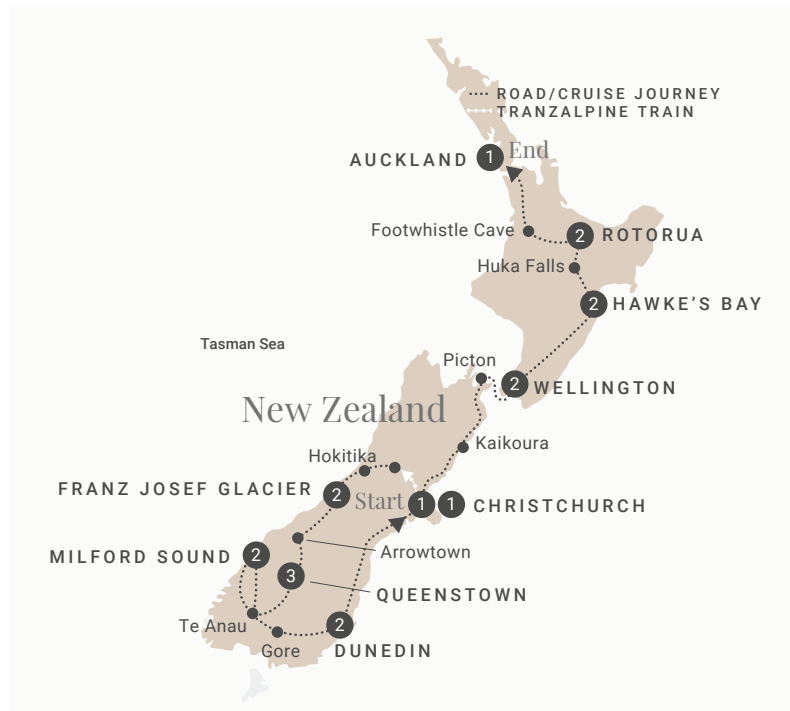 ROAD/CRUISE JOURNEY
TRANZALPINE TRAIN
AUCKLAND 1 End
Footwhistle Cave
2 ROTORUA
Huka Falls
2 HAWKE'S BAY
Tasman Sea
Picton
2 WELLINGTON
New Zealand
Kaikoura
Hokitika
FRANZ JOSEF GLACIER 2
Start 1 1 CHRISTCHURCH
Arrowtown
MILFORD SOUND 2
3 QUEENSTOWN
Te Anau
2
Gore
DUNEDIN